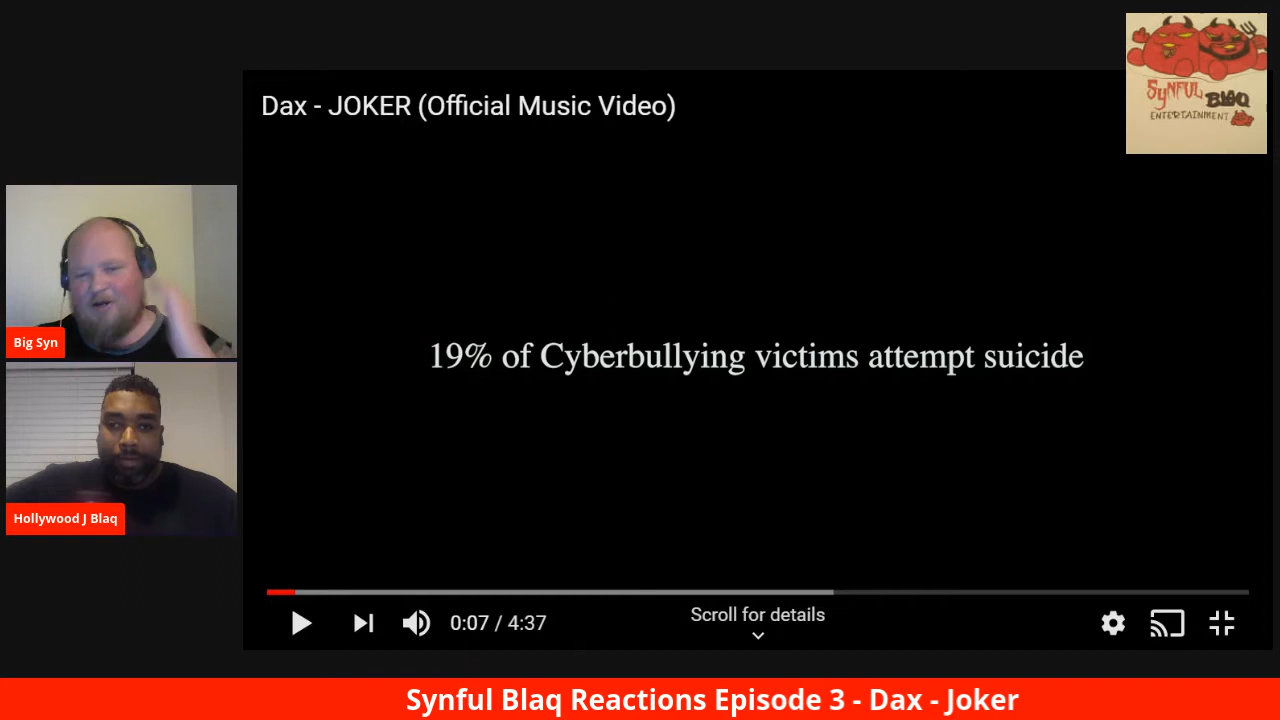 Dax - JOKER (Official Music Video)
SYNFUL BLAQ
ENTERTAINMENT
19% of Cyberbullying victims attempt suicide
Big Syn
Hollywood J Blaq
0:07 / 4:37
Scroll for details
Synful Blaq Reactions Episode 3 - Dax - Joker